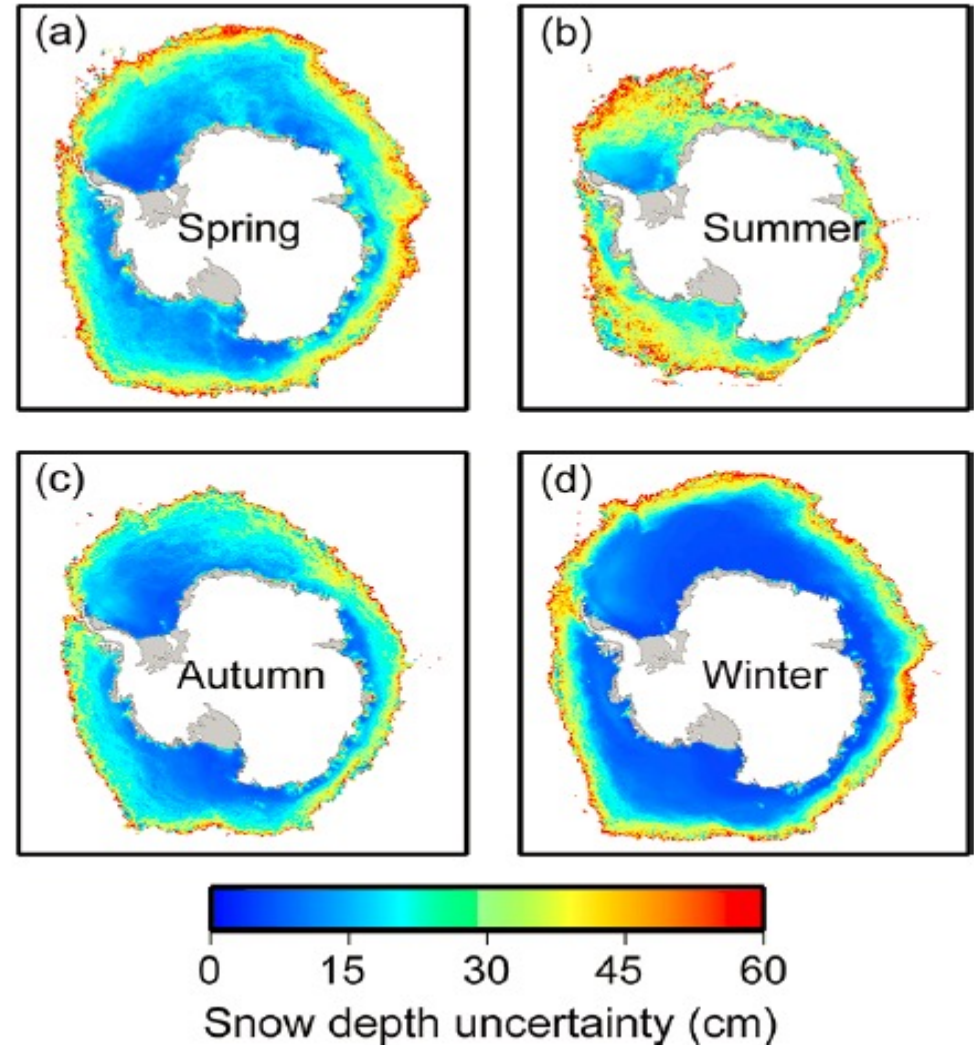 (a)
Spring
(b)
Summer
(c)
Autumn
(d)
Winter
0 15 30 45 60
Snow depth uncertainty (cm)